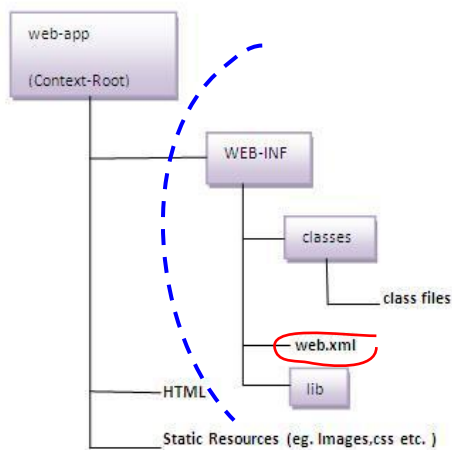 web-app
(Context-Root)
WEB-INF
classes
class files
web.xml
lib
HTML
Static Resources (eg. Images,css etc. )